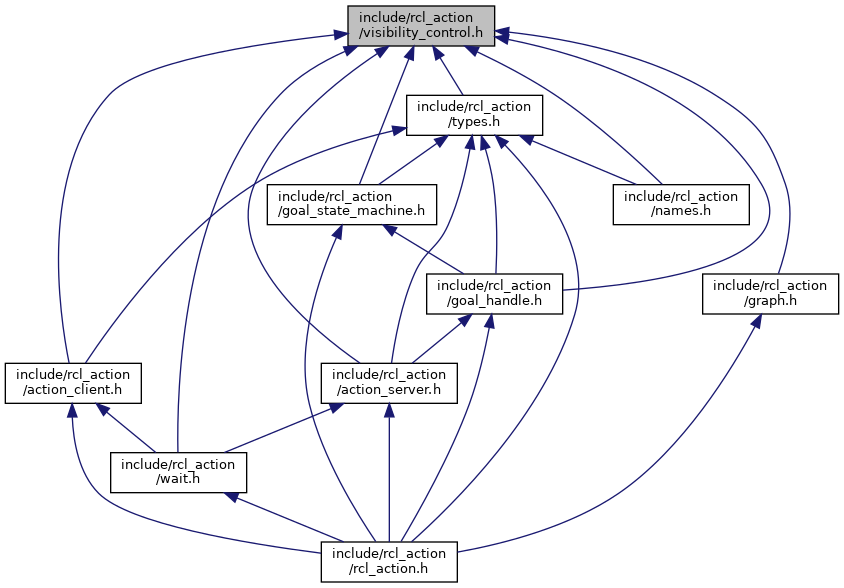 include/rcl_action
/visibility_control.h
include/rcl_action
/types.h
include/rcl_action
/goal_state_machine.h
include/rcl_action
/names.h
include/rcl_action
/goal_handle.h
include/rcl_action
/graph.h
include/rcl_action
/action_client.h
include/rcl_action
/action_server.h
include/rcl_action
/wait.h
include/rcl_action
/rcl_action.h